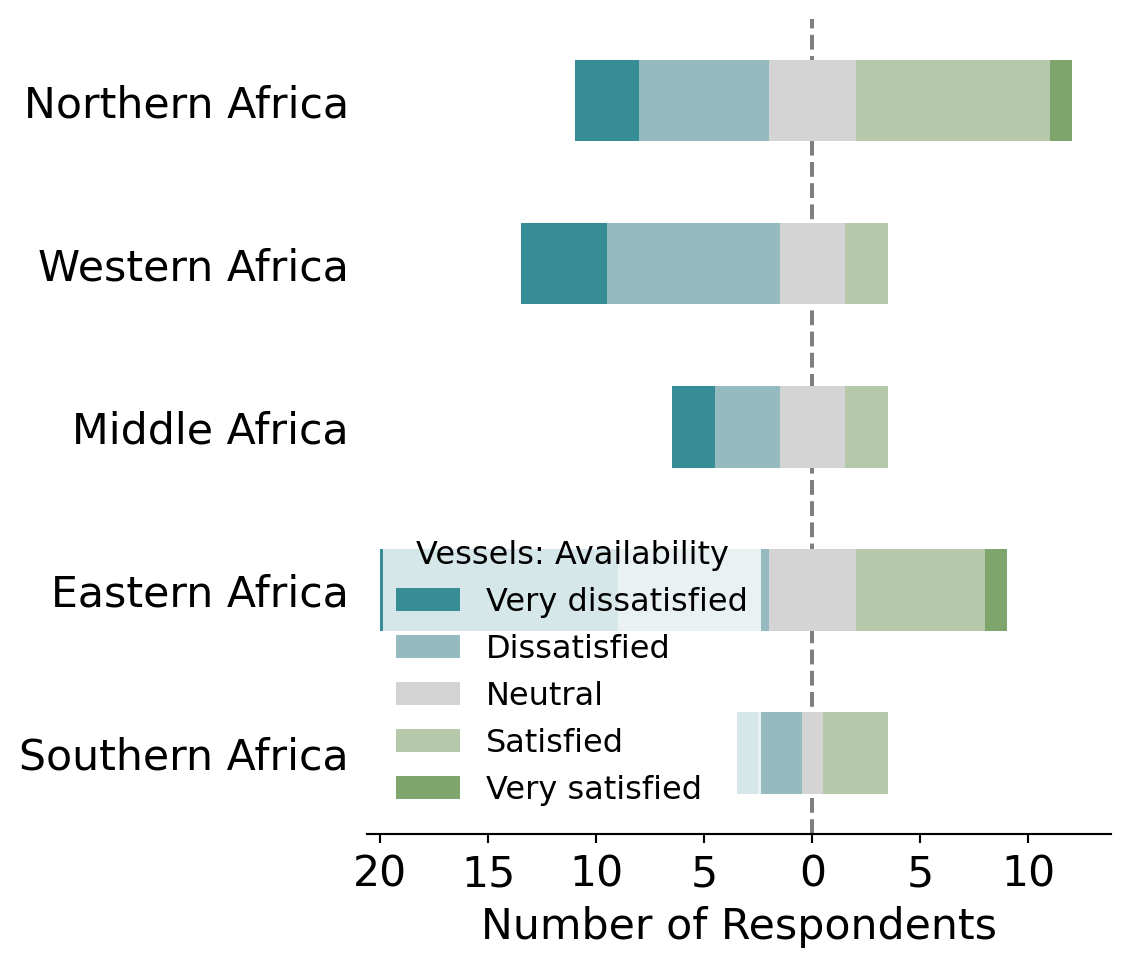 Northern Africa
Western Africa
Middle Africa
Eastern Africa
Southern Africa
Vessels: Availability
Very dissatisfied
Dissatisfied
Neutral
Satisfied
Very satisfied
20 15 10 5 0 5 10
Number of Respondents